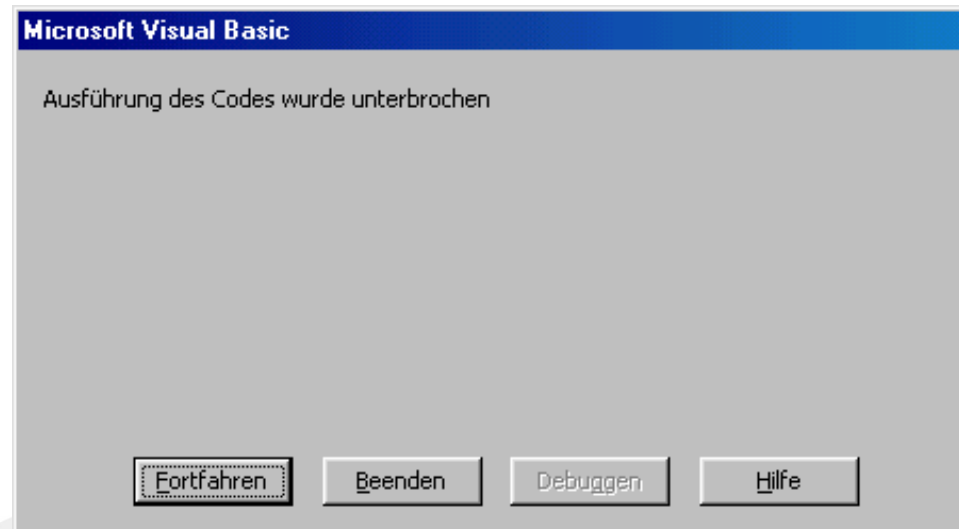 Microsoft Visual Basic
Ausführung des Codes wurde unterbrochen
Fortfahren Beenden Debuggen Hilfe